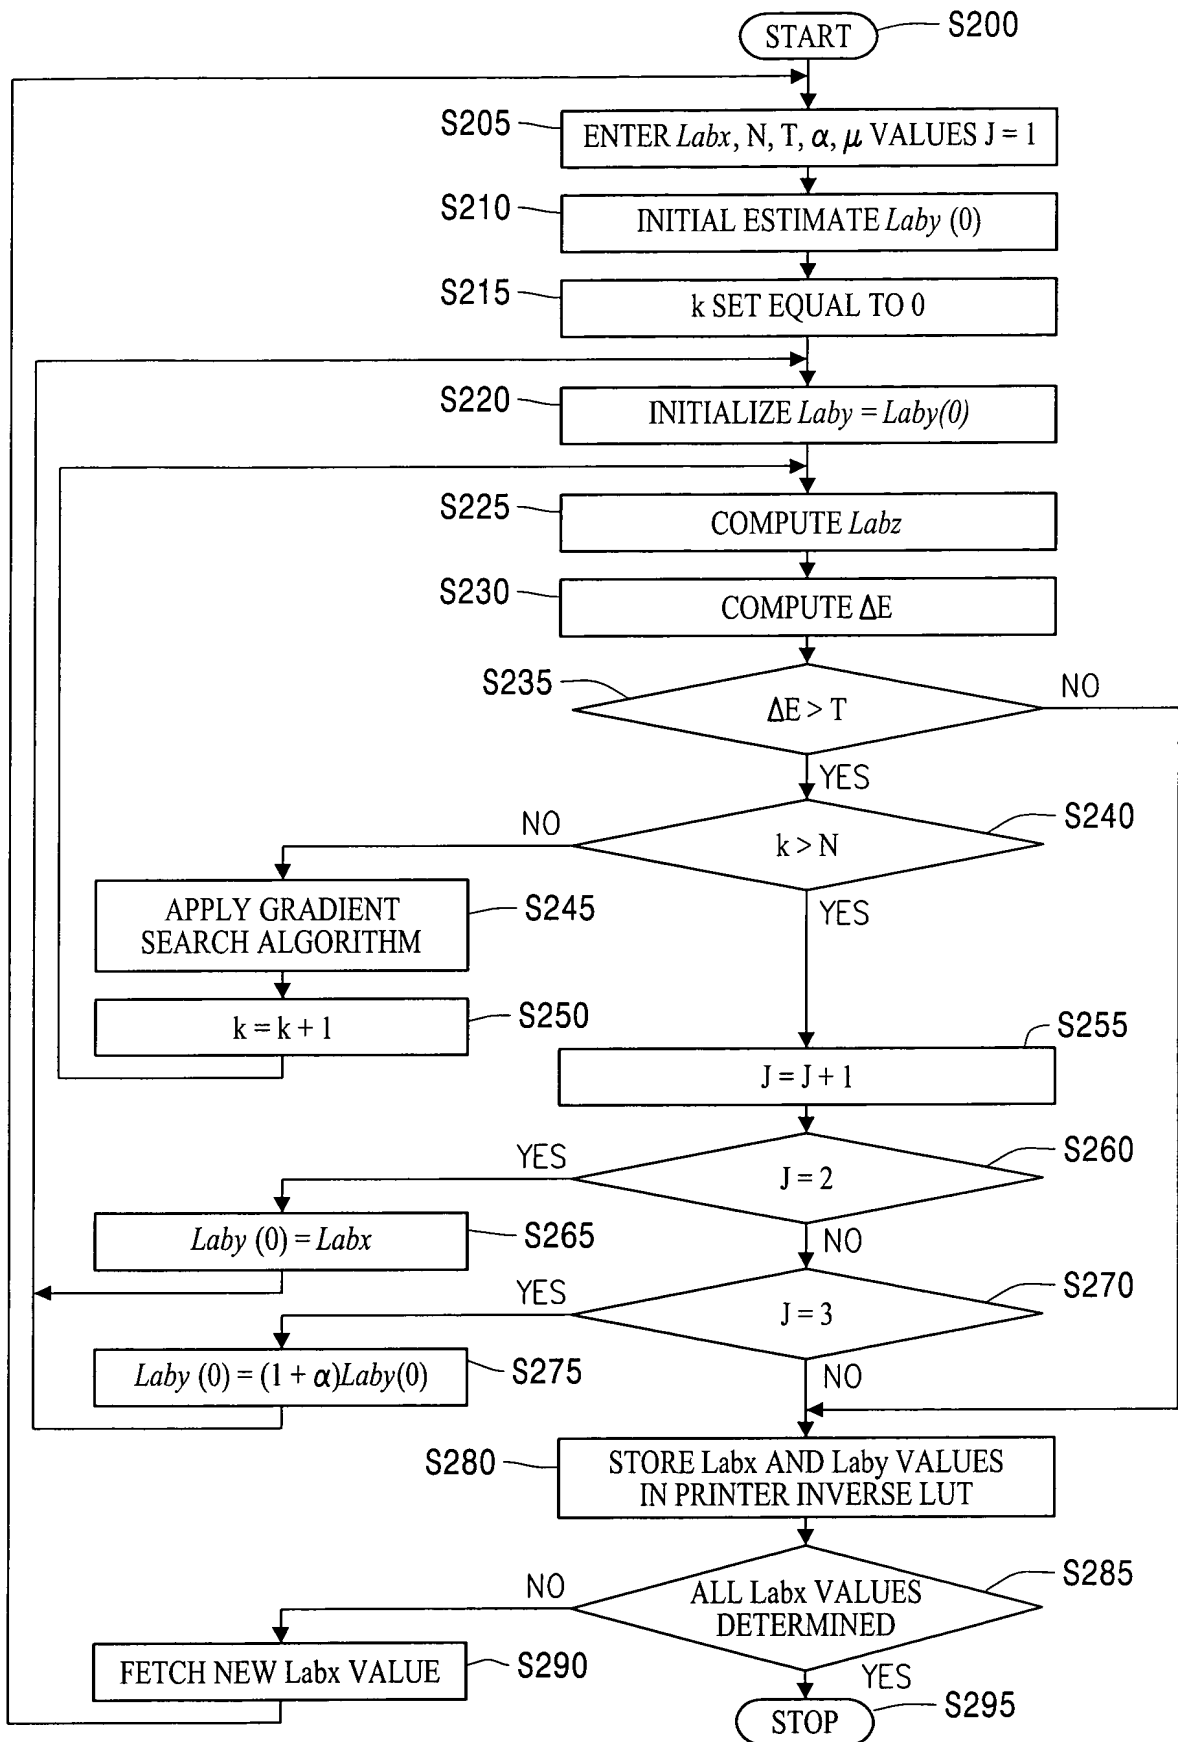 START
S200
S205
ENTER Labx, N, T, α, μ VALUES J = 1
S210
INITIAL ESTIMATE Laby (0)
S215
k SET EQUAL TO 0
S220
INITIALIZE Laby = Laby(0)
S225
COMPUTE Labz
S230
COMPUTE ΔE
S235
ΔE > T
NO
YES
S240
k > N
NO
YES
S245
APPLY GRADIENT
SEARCH ALGORITHM
S250
k = k + 1
S255
J = J + 1
S260
J = 2
YES
NO
S265
Laby (0) = Labx
S270
J = 3
YES
NO
S275
Laby (0) = (1 + α)Laby(0)
S280
STORE Labx AND Laby VALUES
IN PRINTER INVERSE LUT
S285
ALL Labx VALUES
DETERMINED
NO
YES
S290
FETCH NEW Labx VALUE
S295
STOP